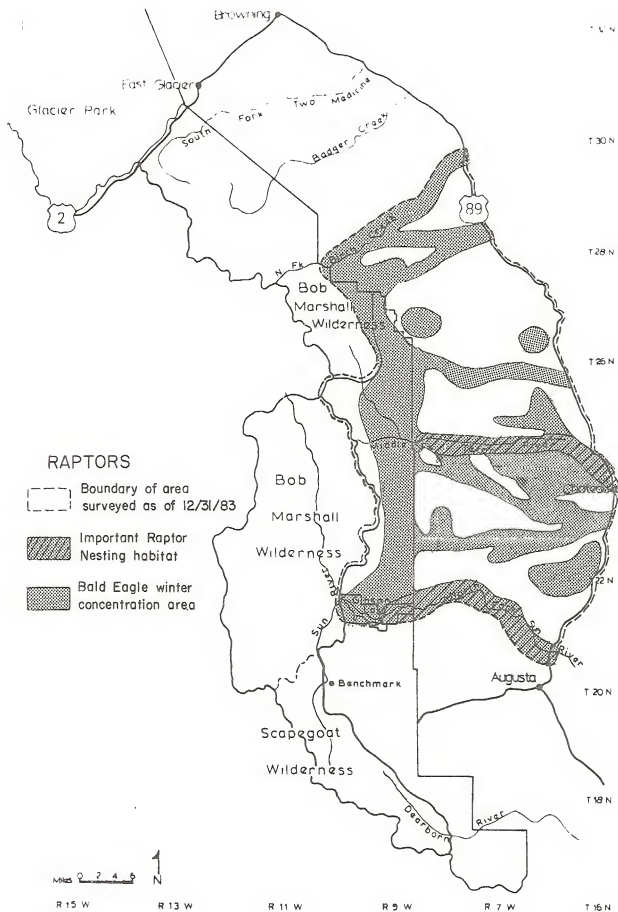 Browning
East Glacier
Glacier Park
South Fork Two Medicine
Badger Creek
T 30 N
2
89
Birch Creek
T 28 N
N. Fk
Bob
Marshall
Wilderness
T 26 N
RAPTORS
Boundary of area
surveyed as of 12/31/83
Important Raptor
Nesting habitat
Bald Eagle winter
concentration area
Bob
Marshall
Wilderness
Choteau
T 22 N
Sun River
Sun River
Augusta
Benchmark
T 20 N
Scapegoat
Wilderness
T 18 N
Dearborn River
Miles 0 2 4 6
N
R 15 W
R 13 W
R 11 W
R 9 W
R 7 W
T 16 N